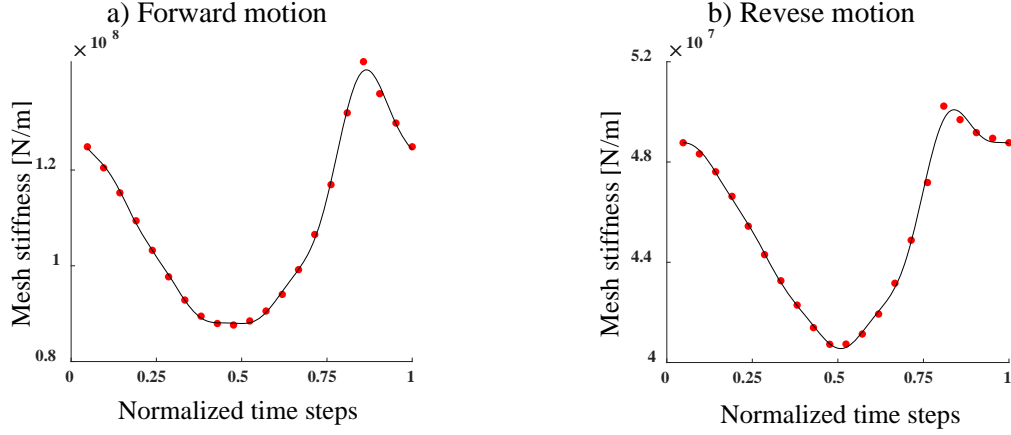 a) Forward motion
× 10 8
Mesh stiffness [N/m]
12
1
0.8
0 0.25 0.5 0.75 1
Normalized time steps
b) Revese motion
× 10 7
Mesh stiffness [N/m]
5.2
4.8
4.4
4
0 0.25 0.5 0.75 1
Normalized time steps